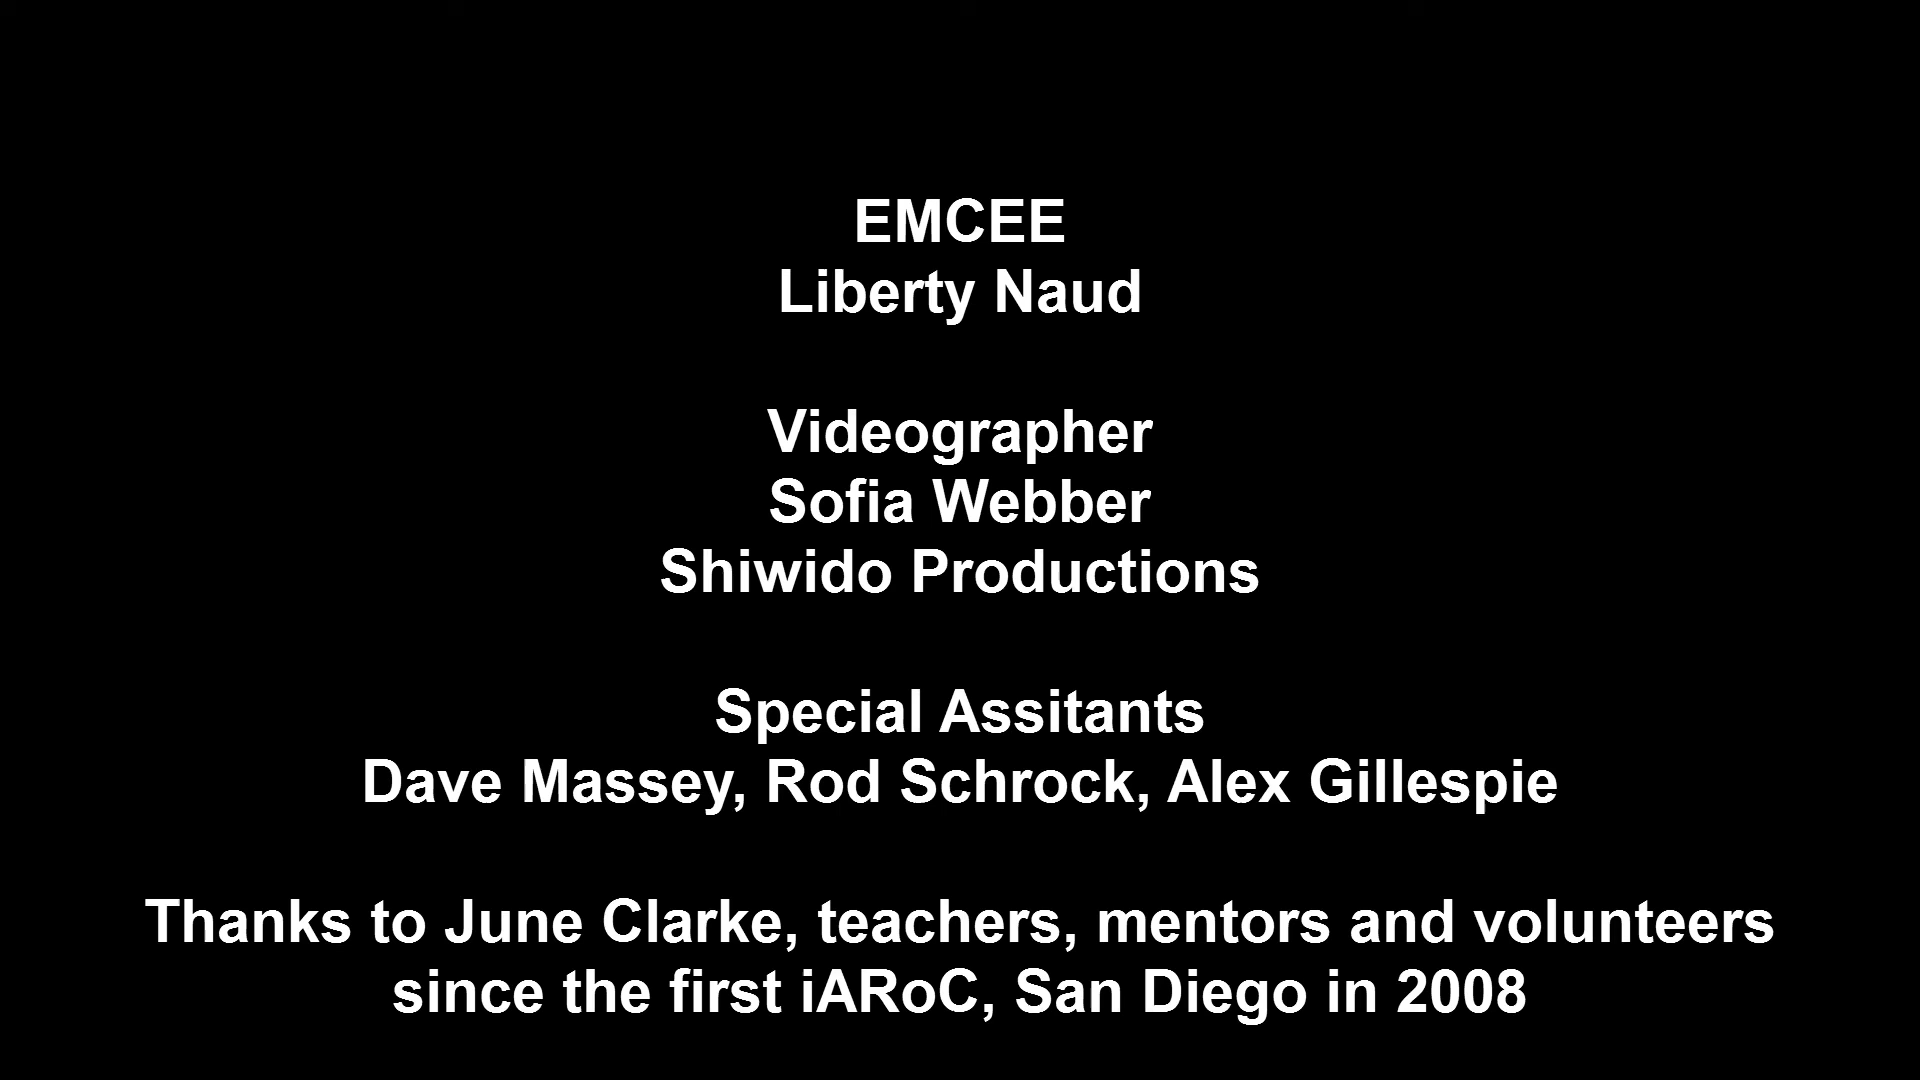 EMCEE
Liberty Naud
Videographer
Sofia Webber
Shiwido Productions
Special Assitants
Dave Massey, Rod Schrock, Alex Gillespie
Thanks to June Clarke, teachers, mentors and volunteers
since the first iARoC, San Diego in 2008